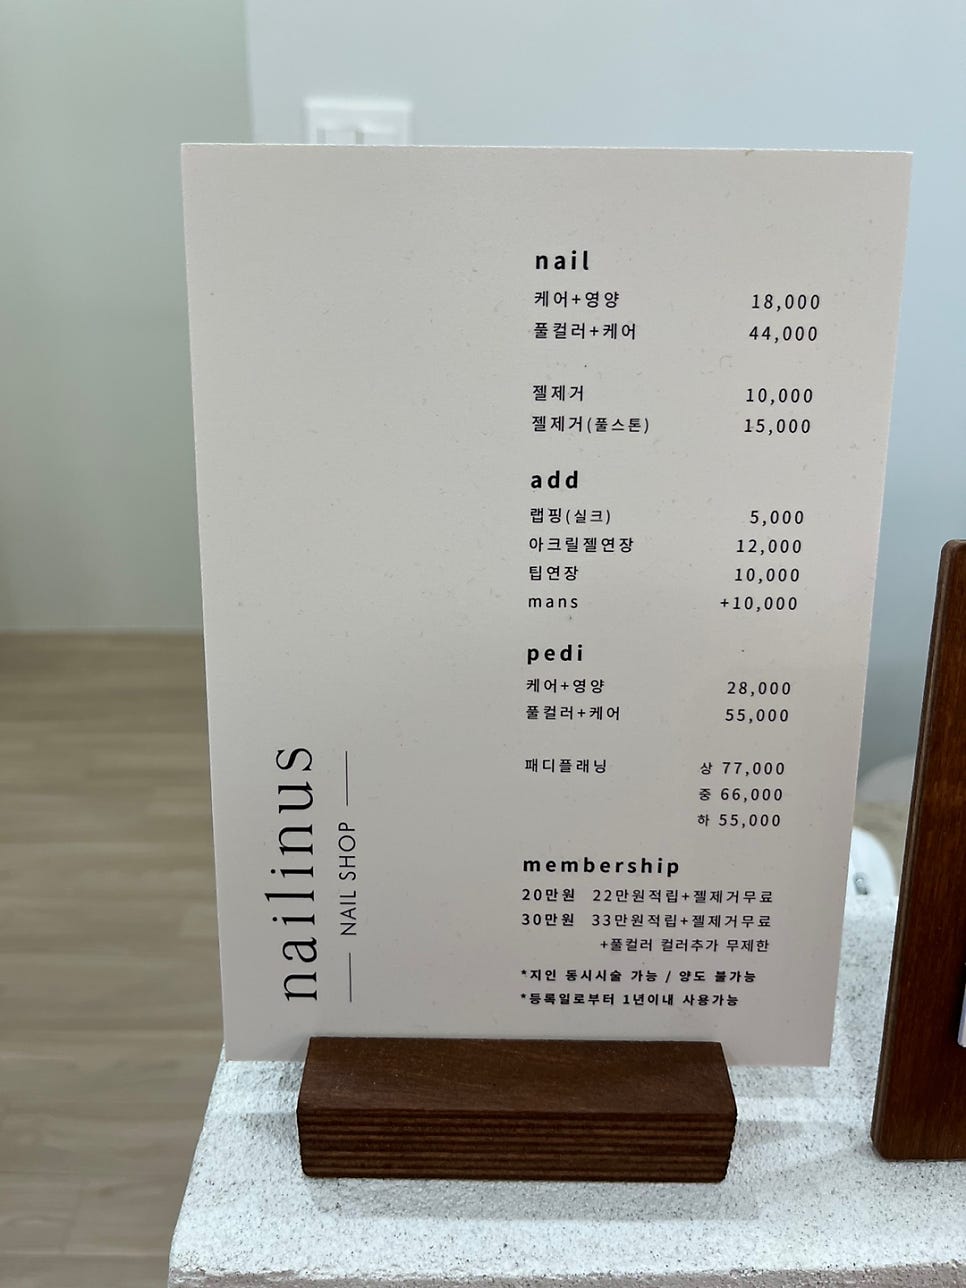 nail
케어+영양 18,000
풀컬러+케어 44,000
젤제거 10,000
젤제거(풀스톤) 15,000
add
랩핑(실크) 5,000
아크릴젤연장 12,000
팁연장 10,000
mans +10,000
pedi
케어+영양 28,000
풀컬러+케어 55,000
패디플래닝 상 77,000
중 66,000
하 55,000
membership
20만원 22만원적립+젤제거무료
30만원 33만원적립+젤제거무료
+풀컬러 컬러추가 무제한
*지인 동시시술 가능 / 양도 불가능
*등록일로부터 1년이내 사용가능
nailinus
NAIL SHOP